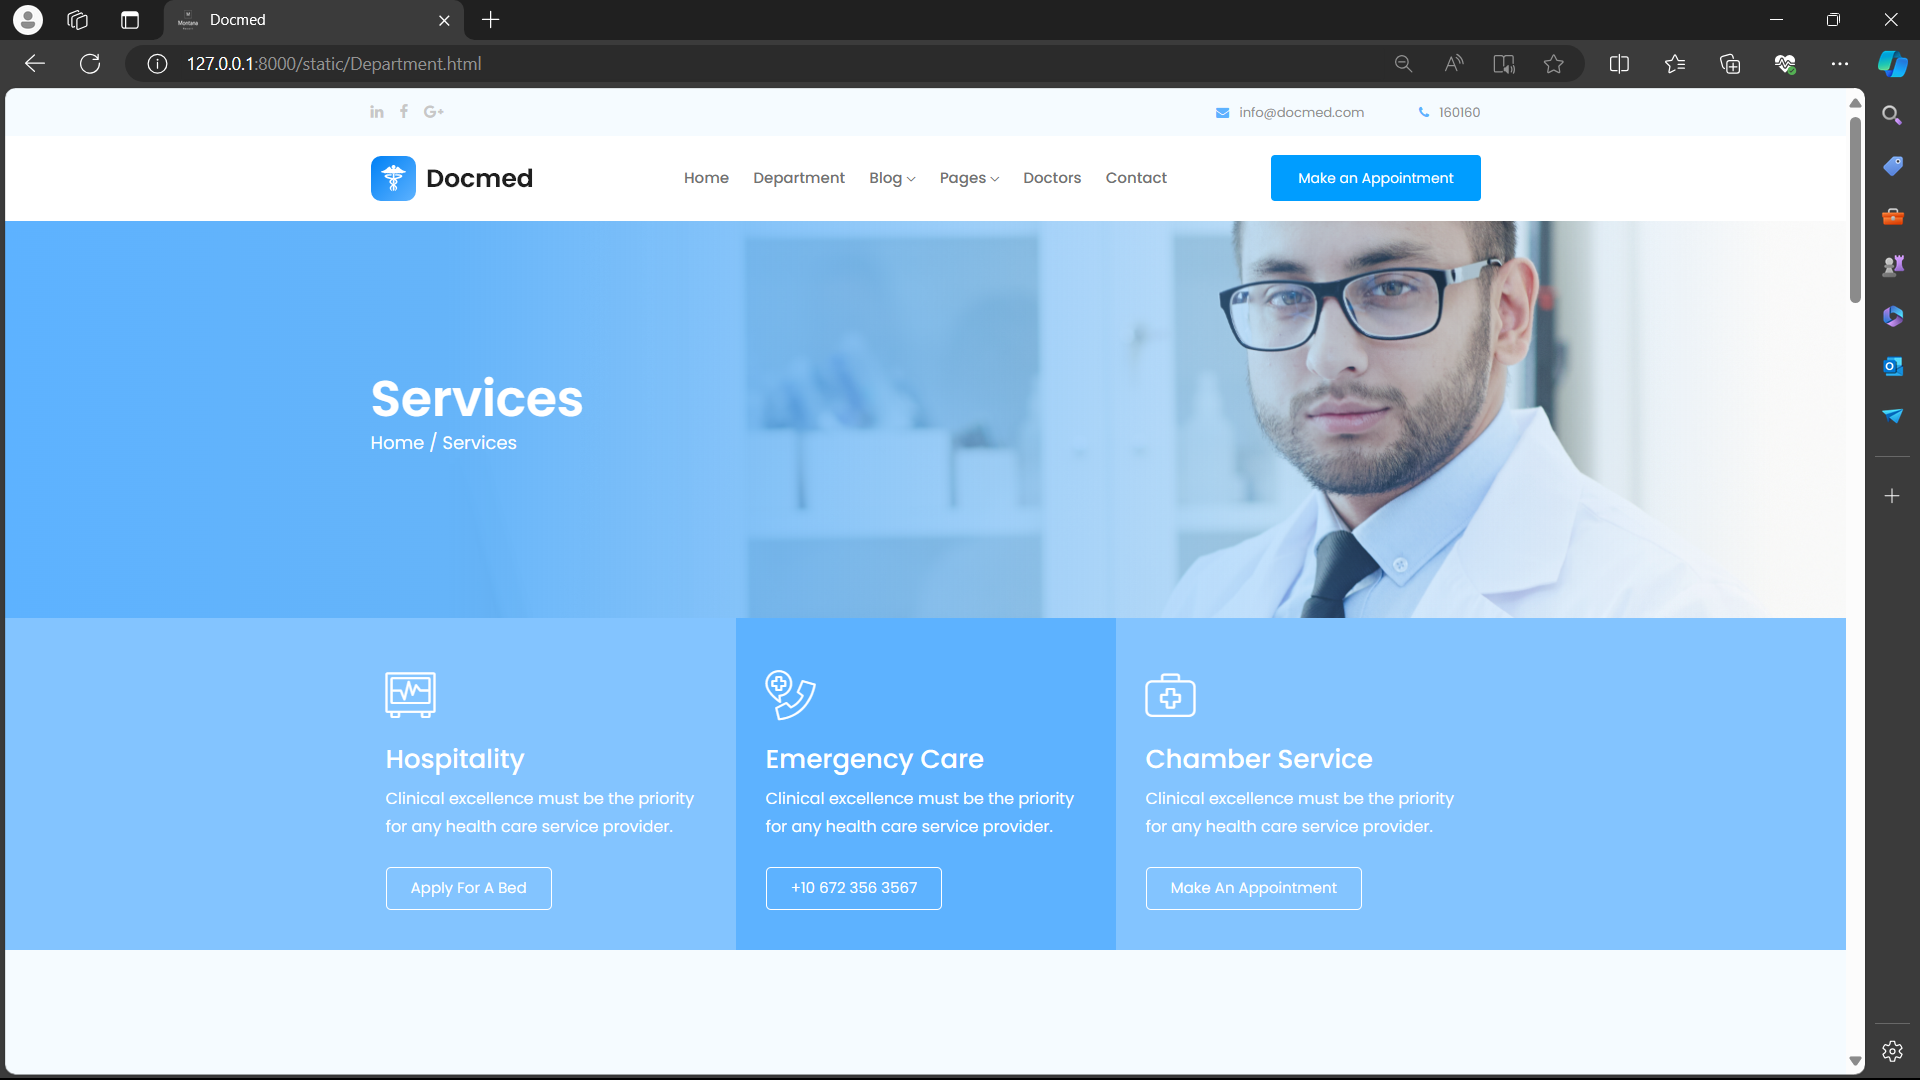 Docmed
127.0.0.1:8000/static/Department.html
in f G+
info@docmed.com 160160
Docmed
Home Department Blog Pages Doctors Contact
Make an Appointment
Services
Home / Services
Hospitality
Clinical excellence must be the priority
for any health care service provider.
Apply For A Bed
Emergency Care
Clinical excellence must be the priority
for any health care service provider.
+10 672 356 3567
Chamber Service
Clinical excellence must be the priority
for any health care service provider.
Make An Appointment